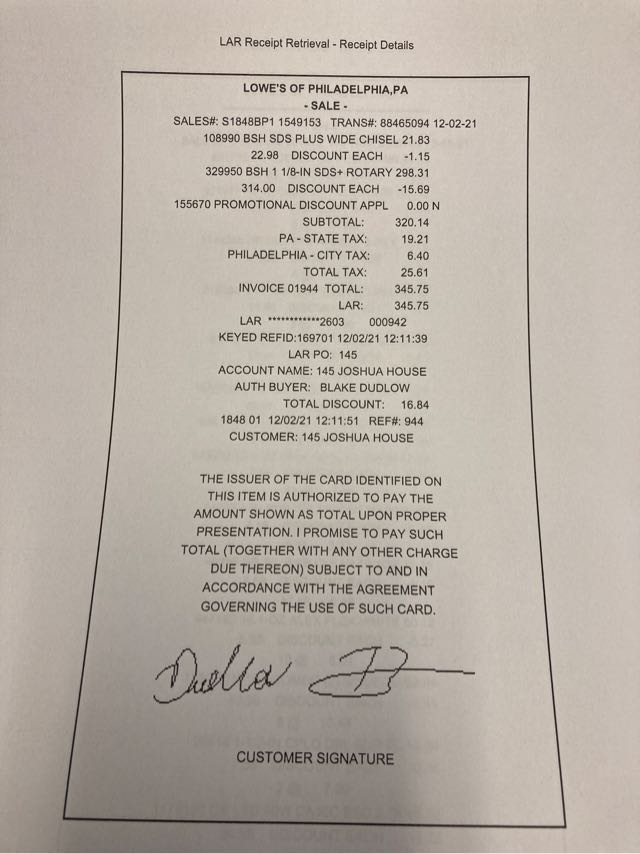 LAR Receipt Retrieval - Receipt Details
LOWE'S OF PHILADELPHIA,PA
- SALE -
SALES#: S1848BP1 1549153 TRANS#: 88465094 12-02-21
108990 BSH SDS PLUS WIDE CHISEL 21.83
22.98 DISCOUNT EACH -1.15
329950 BSH 1 1/8-IN SDS+ ROTARY 298.31
314.00 DISCOUNT EACH -15.69
155670 PROMOTIONAL DISCOUNT APPL 0.00 N
SUBTOTAL: 320.14
PA - STATE TAX: 19.21
PHILADELPHIA - CITY TAX: 6.40
TOTAL TAX: 25.61
INVOICE 01944 TOTAL: 345.75
LAR: 345.75
LAR ************2603 000942
KEYED REFID:169701 12/02/21 12:11:39
LAR PO: 145
ACCOUNT NAME: 145 JOSHUA HOUSE
AUTH BUYER: BLAKE DUDLOW
TOTAL DISCOUNT: 16.84
1848 01 12/02/21 12:11:51 REF#: 944
CUSTOMER: 145 JOSHUA HOUSE
THE ISSUER OF THE CARD IDENTIFIED ON
THIS ITEM IS AUTHORIZED TO PAY THE
AMOUNT SHOWN AS TOTAL UPON PROPER
PRESENTATION. I PROMISE TO PAY SUCH
TOTAL (TOGETHER WITH ANY OTHER CHARGE
DUE THEREON) SUBJECT TO AND IN
ACCORDANCE WITH THE AGREEMENT
GOVERNING THE USE OF SUCH CARD.
CUSTOMER SIGNATURE